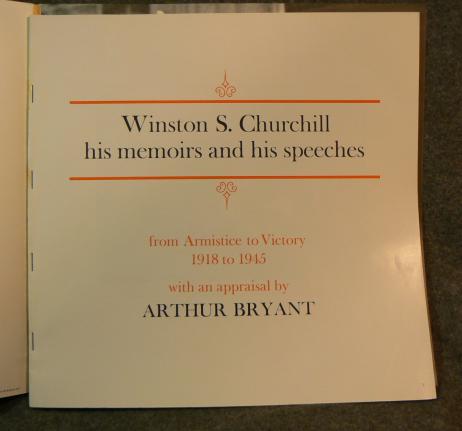 Winston S. Churchill
his memoirs and his speeches
from Armistice to Victory
1918 to 1945
with an appraisal by
ARTHUR BRYANT